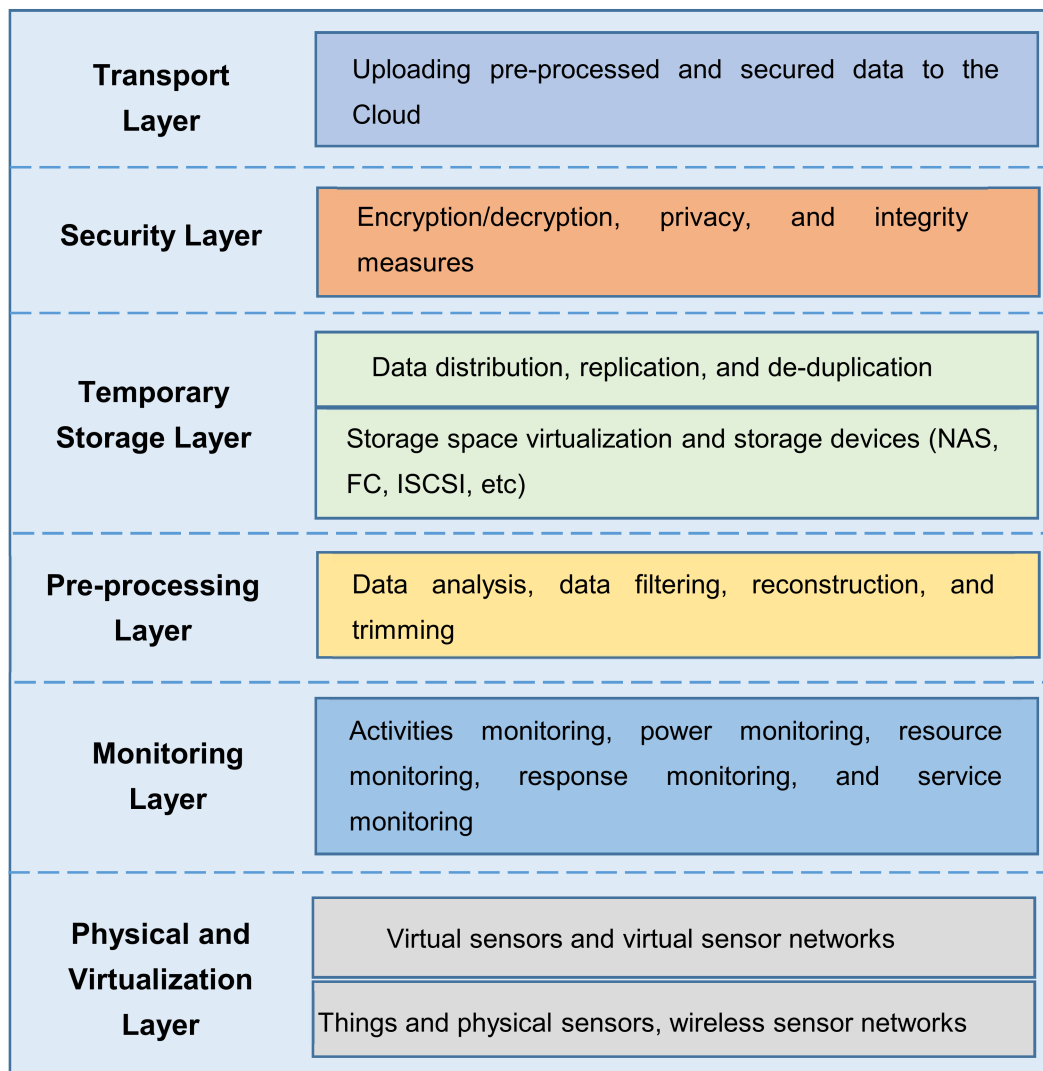 Transport
Layer
Uploading pre-processed and secured data to the
Cloud
Security Layer
Encryption/decryption, privacy, and integrity
measures
Temporary
Storage Layer
Data distribution, replication, and de-duplication
Storage space virtualization and storage devices (NAS,
FC, ISCSI, etc)
Pre-processing
Layer
Data analysis, data filtering, reconstruction, and
trimming
Monitoring
Layer
Activities monitoring, power monitoring, resource
monitoring, response monitoring, and service
monitoring
Physical and
Virtualization
Layer
Virtual sensors and virtual sensor networks
Things and physical sensors, wireless sensor networks